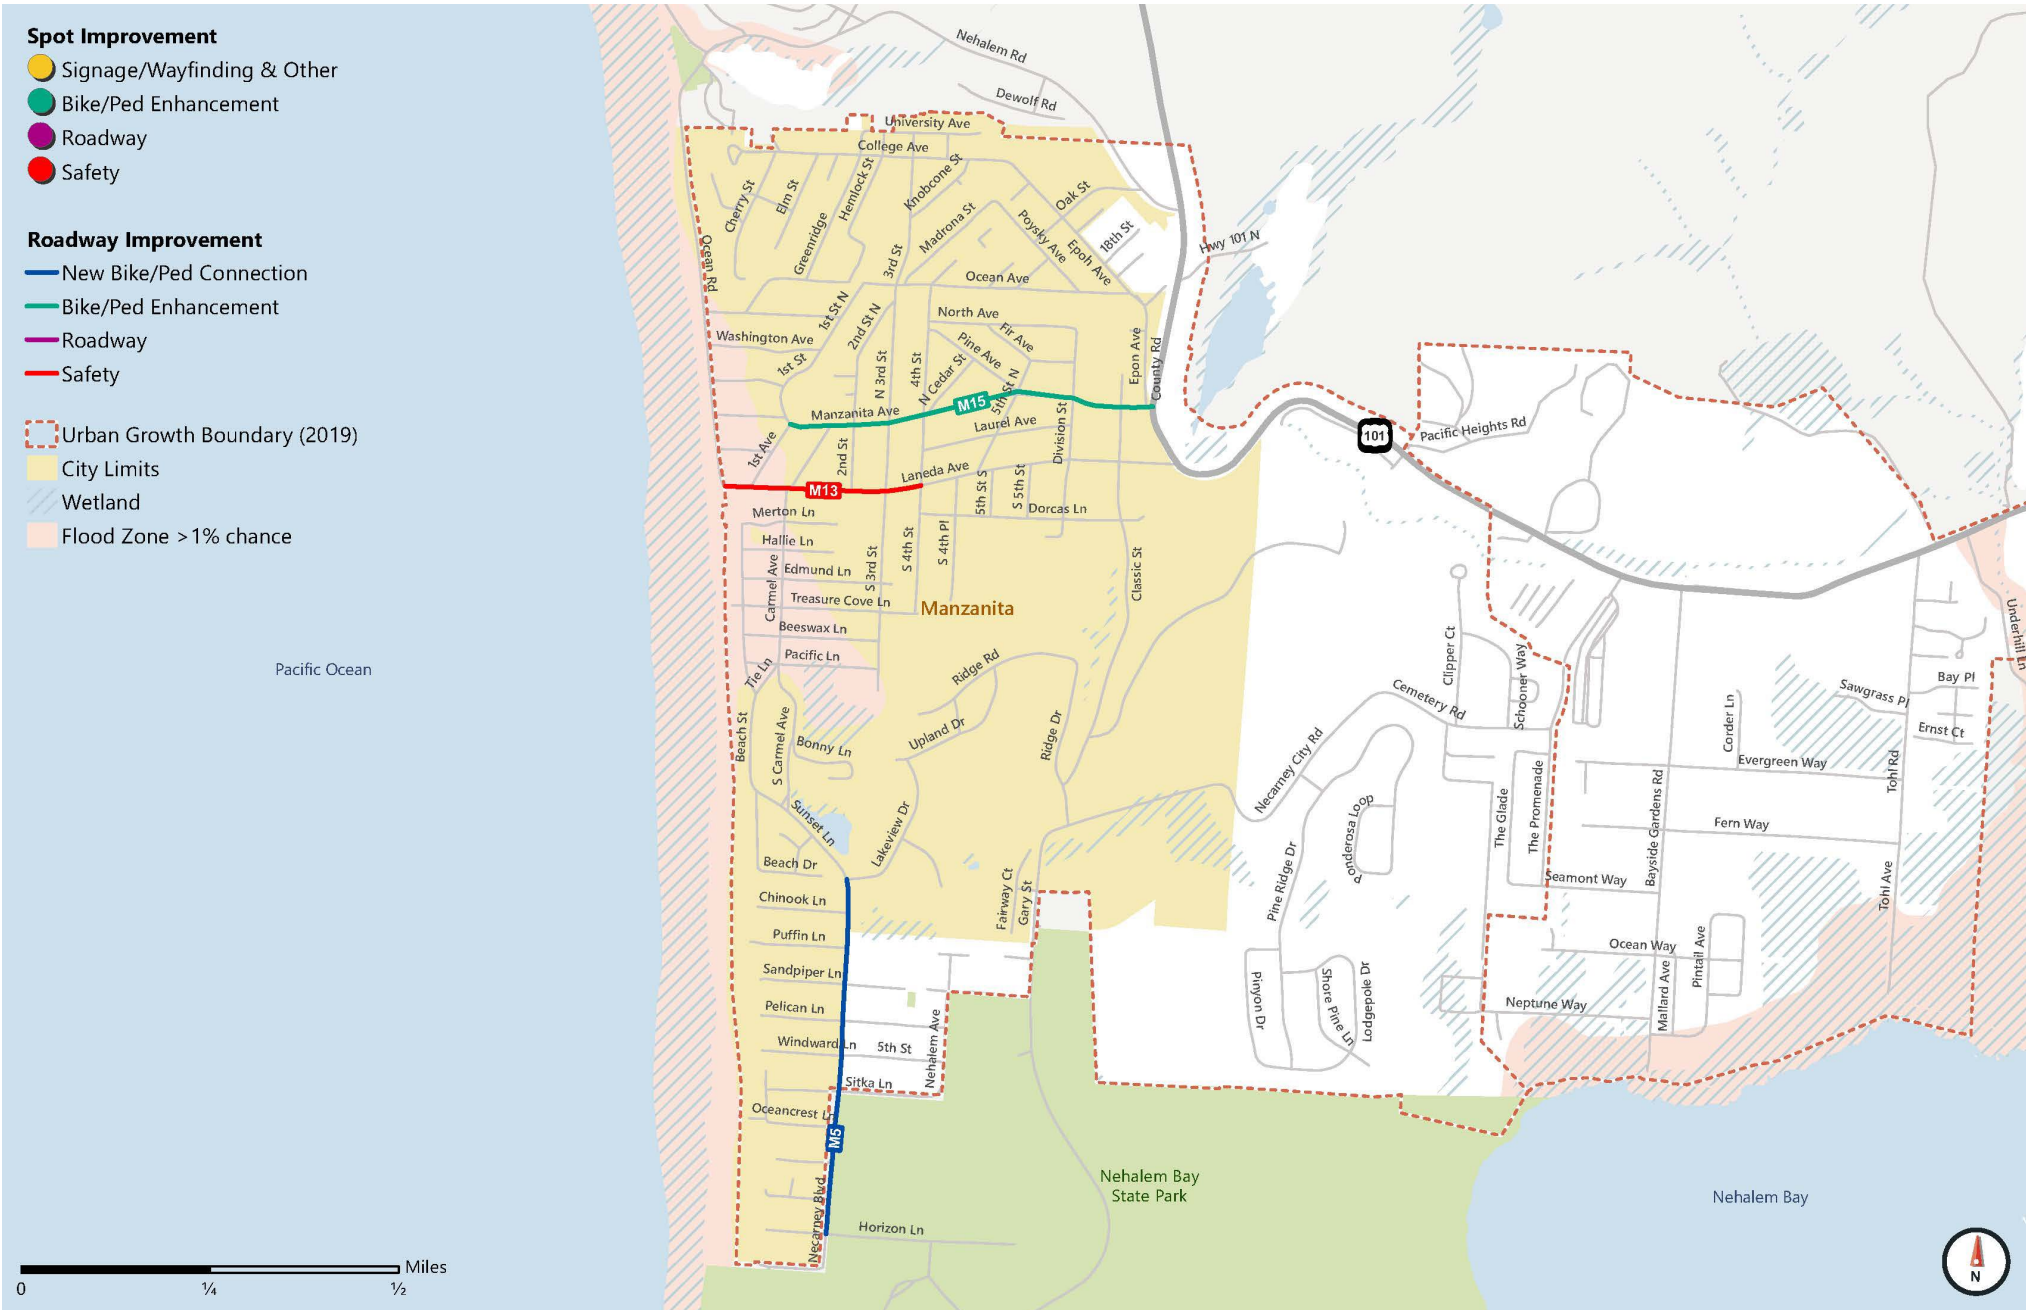 Spot Improvement
Signage/Wayfinding & Other
Bike/Ped Enhancement
Roadway
Safety
Roadway Improvement
New Bike/Ped Connection
Bike/Ped Enhancement
Roadway
Safety
Urban Growth Boundary (2019)
City Limits
Wetland
Flood Zone >1% chance
Nehalem Rd
Dewolf Rd
University Ave
College Ave
Cherry St
Elm St
Greenridge
Hemlock St
Knobcone St
Madrona St
Oak St
Poysky Ave
Epoh Ave
18th St
Hwy 101 N
Ocean Rd
3rd St
Ocean Ave
1st St N
2nd St N
North Ave
Fir Ave
Pine Ave
Washington Ave
1st St
N 3rd St
4th St
N Cedar St
5th St N
Epon Ave
County Rd
M15
Manzanita Ave
Laurel Ave
Division St
101
Pacific Heights Rd
1st Ave
2nd St
Laneda Ave
M13
5th St S
S 5th St
Merton Ln
Dorcas Ln
Hallie Ln
S 3rd St
S 4th St
S 4th Pl
Edmund Ln
Carmel Ave
Classic St
Treasure Cove Ln
Manzanita
Beeswax Ln
Pacific Ln
Tie Ln
Ridge Rd
Pacific Ocean
Clipper Ct
Schooner Way
Cemetery Rd
Underhill Ln
Bay Pl
Sawgrass Pl
Ernst Ct
Beach St
S Carmel Ave
Bonny Ln
Upland Dr
Ridge Dr
Necarney City Rd
Corder Ln
Evergreen Way
Tohl Rd
Sunset Ln
Lakeview Dr
Ponderosa Loop
The Glade
The Promenade
Bayside Gardens Rd
Fern Way
Beach Dr
Seamont Way
Tohl Ave
Chinook Ln
Fairway Ct
Gary St
Pine Ridge Dr
Puffin Ln
Ocean Way
Pintail Ave
Sandpiper Ln
Pinyon Dr
Shore Pine Ln
Lodgepole Dr
Mallard Ave
Pelican Ln
Neptune Way
Windward Ln
5th St
Nehalem Ave
Sitka Ln
Oceancrest Ln
M5
Necarney Blvd
Horizon Ln
Nehalem Bay
State Park
Nehalem Bay
Miles
0
¼
½
N